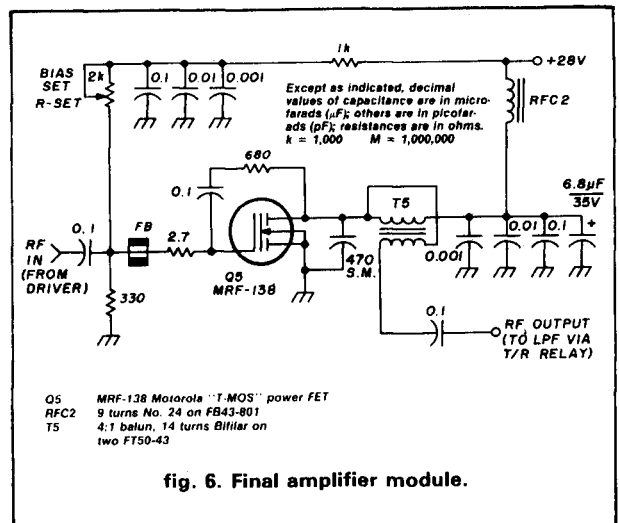 BIAS
SET
R-SET
2k
0.1
0.01
0.001
1k
+28V
RFC2
Except as indicated, decimal
values of capacitance are in micro-
farads (µF); others are in picofar-
ads (pF); resistances are in ohms.
k = 1,000 M = 1,000,000
680
0.1
6.8µF
35V
+
T5
0.1
FB
2.7
RF
IN
(FROM
DRIVER)
330
Q5
MRF-138
470
S.M.
0.001
0.01
0.1
0.1
RF OUTPUT
(TO LPF VIA
T/R RELAY)
Q5 MRF-138 Motorola "T-MOS" power FET
RFC2 9 turns No. 24 on FB43-801
T5 4:1 balun, 14 turns Bifilar on
two FT50-43
fig. 6. Final amplifier module.